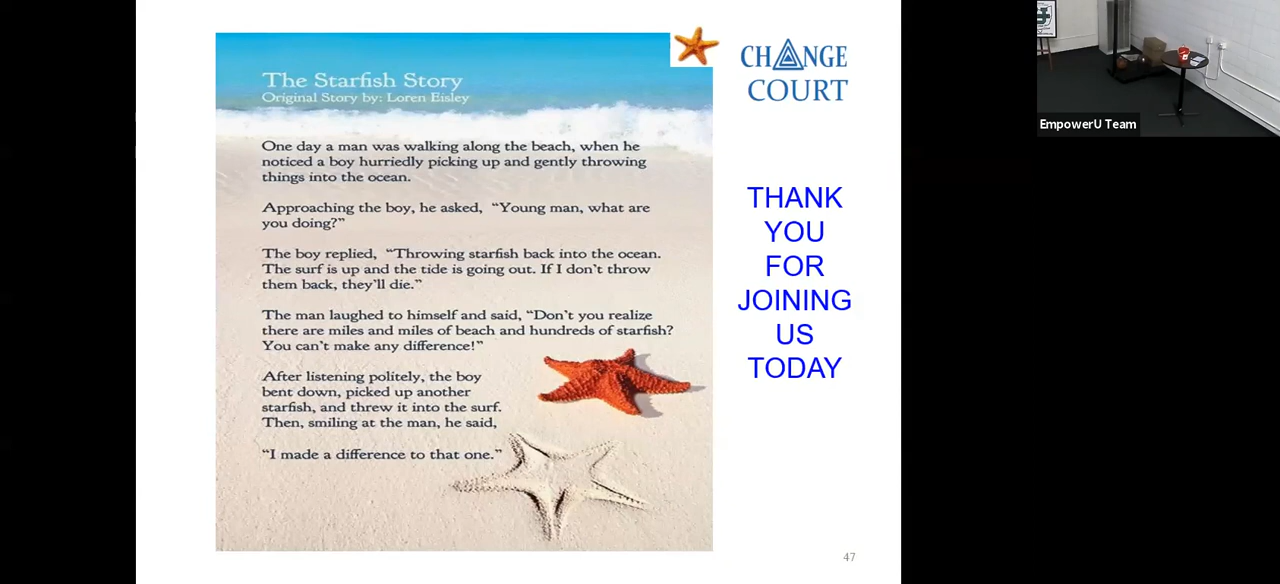 The Starfish Story
Original Story by: Loren Eisley
One day a man was walking along the beach, when he
noticed a boy hurriedly picking up and gently throwing
things into the ocean.
Approaching the boy, he asked, “Young man, what are
you doing?”
The boy replied, “Throwing starfish back into the ocean.
The surf is up and the tide is going out. If I don’t throw
them back, they’ll die.”
The man laughed to himself and said, “Don’t you realize
there are miles and miles of beach and hundreds of starfish?
You can’t make any difference!”
After listening politely, the boy
bent down, picked up another
starfish, and threw it into the surf.
Then, smiling at the man, he said,
“I made a difference to that one.”
CHANGE
COURT
THANK
YOU
FOR
JOINING
US
TODAY
47
EmpowerU Team